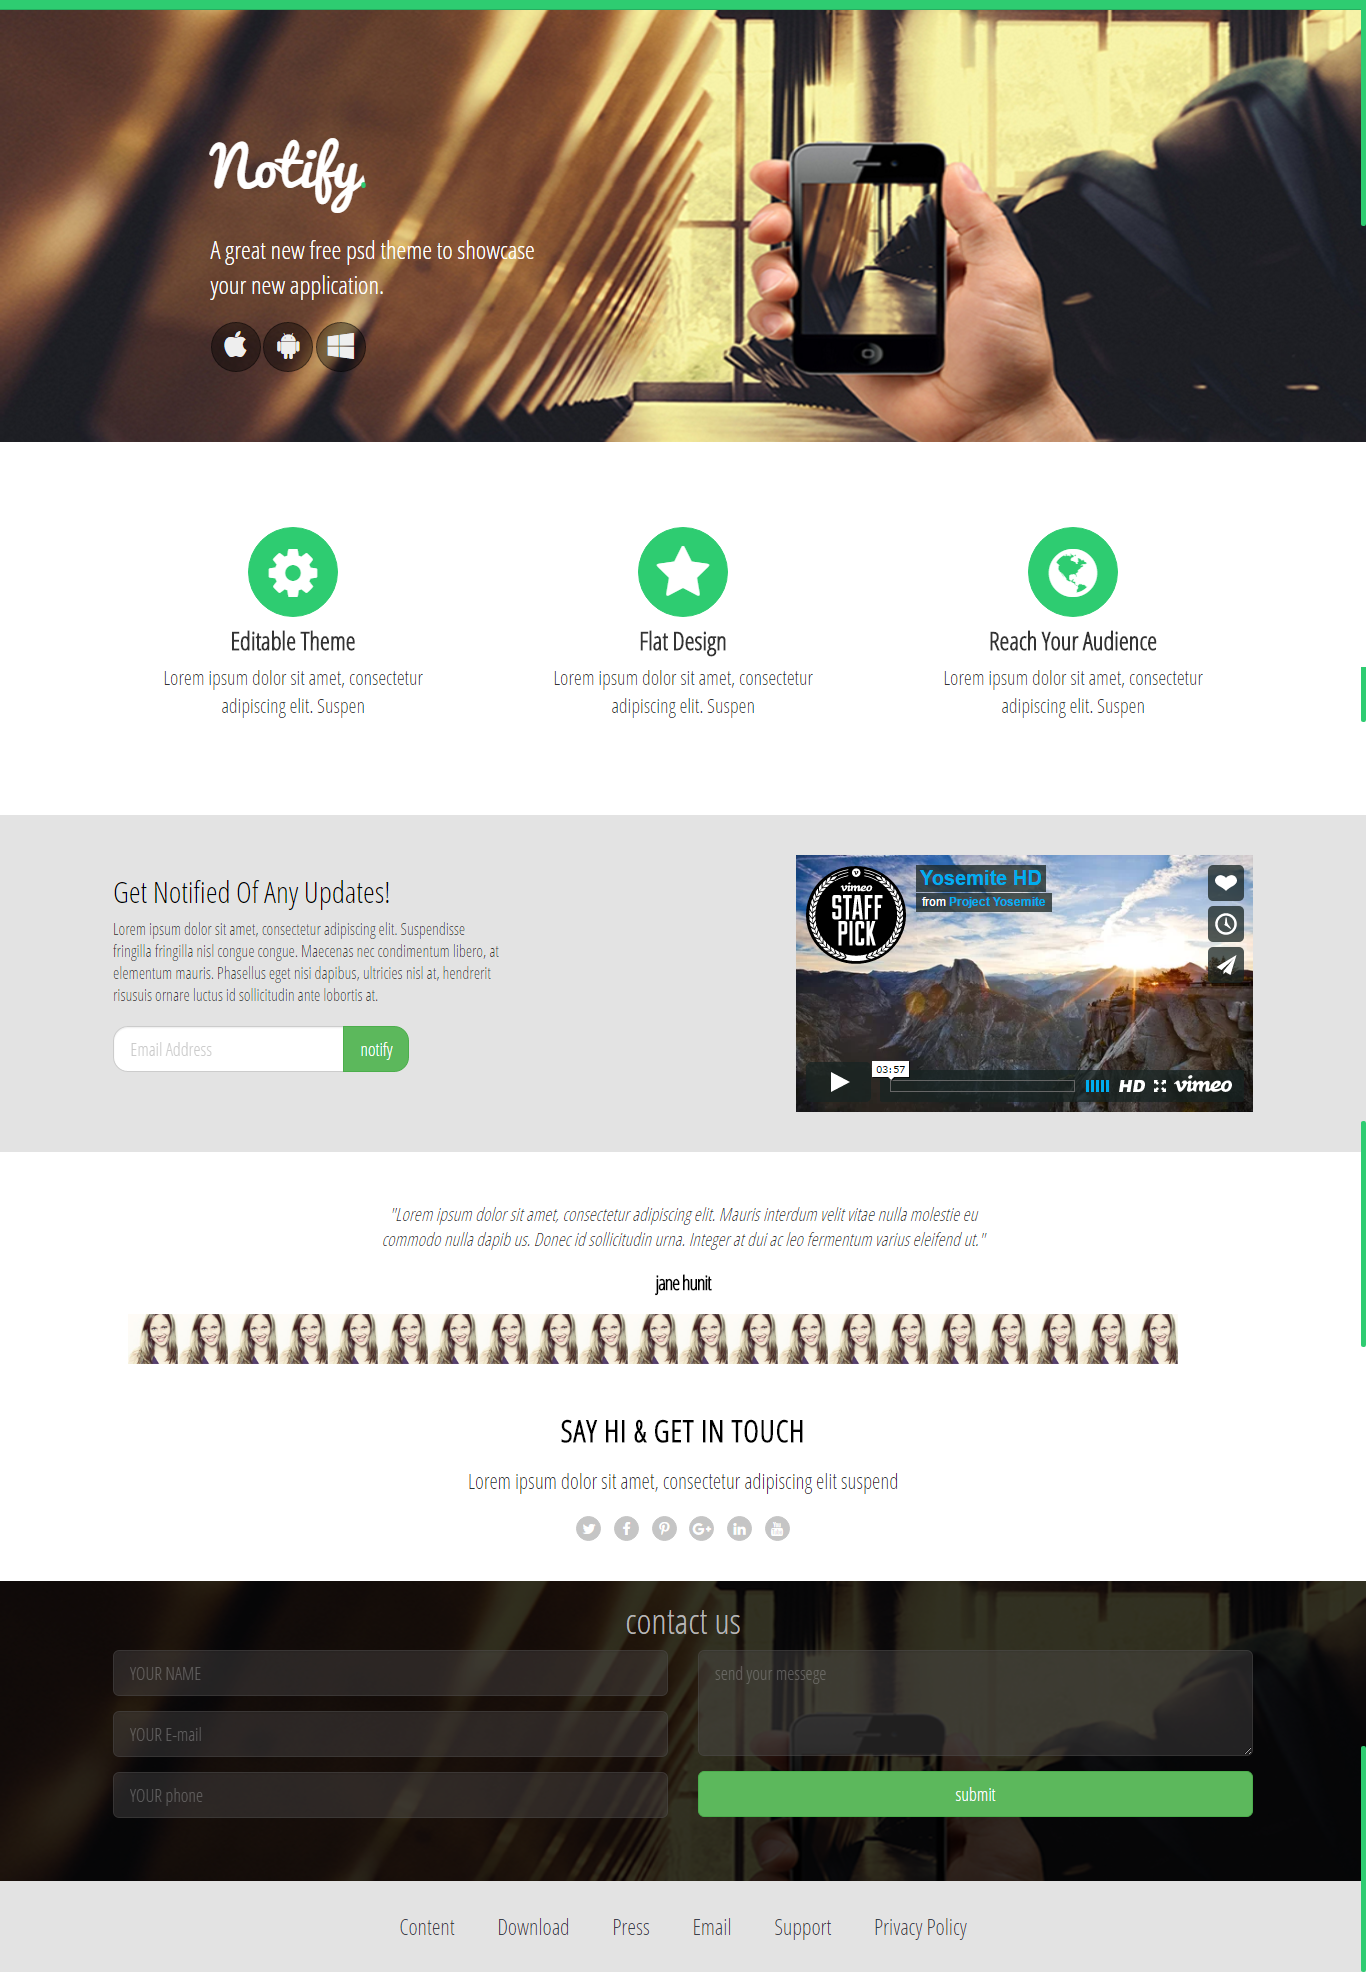 Notify.
A great new free psd theme to showcase
your new application.
Editable Theme
Lorem ipsum dolor sit amet, consectetur
adipiscing elit. Suspen
Flat Design
Lorem ipsum dolor sit amet, consectetur
adipiscing elit. Suspen
Reach Your Audience
Lorem ipsum dolor sit amet, consectetur
adipiscing elit. Suspen
Get Notified Of Any Updates!
Lorem ipsum dolor sit amet, consectetur adipiscing elit. Suspendisse
fringilla fringilla nisl congue congue. Maecenas nec condimentum libero, at
elementum mauris. Phasellus eget nisi dapibus, ultricies nisl at, hendrerit
risusuis ornare luctus id sollicitudin ante lobortis at.
Email Address
notify
vimeo
STAFF
PICK
Yosemite HD
from Project Yosemite
03:57
HD
vimeo
"Lorem ipsum dolor sit amet, consectetur adipiscing elit. Mauris interdum velit vitae nulla molestie eu
commodo nulla dapib us. Donec id sollicitudin urna. Integer at dui ac leo fermentum varius eleifend ut."
jane hunit
SAY HI & GET IN TOUCH
Lorem ipsum dolor sit amet, consectetur adipiscing elit suspend
contact us
YOUR NAME
YOUR E-mail
YOUR phone
send your messege
submit
Content
Download
Press
Email
Support
Privacy Policy